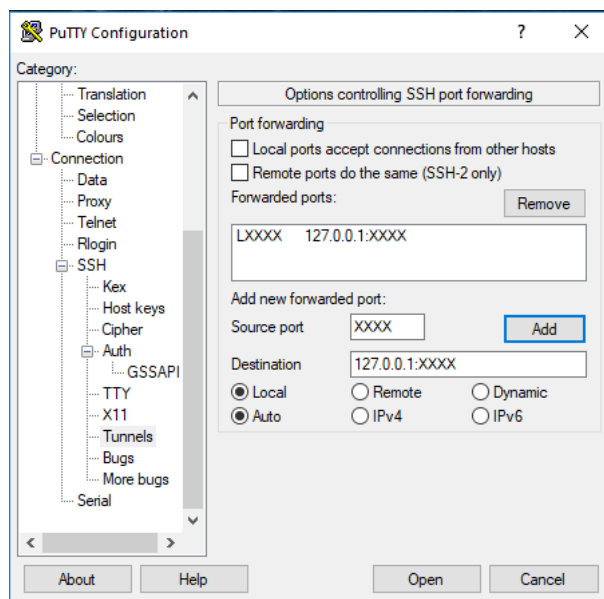 PuTTY Configuration
?
Category:
Translation
Selection
Colours
Connection
Data
Proxy
Telnet
Rlogin
SSH
Kex
Host keys
Cipher
Auth
GSSAPI
TTY
X11
Tunnels
Bugs
More bugs
Serial
Options controlling SSH port forwarding
Port forwarding
Local ports accept connections from other hosts
Remote ports do the same (SSH-2 only)
Forwarded ports:
Remove
LXXXX 127.0.0.1:XXXX
Add new forwarded port:
Source port XXXX Add
Destination 127.0.0.1:XXXX
Local Remote Dynamic
Auto IPv4 IPv6
About Help Open Cancel